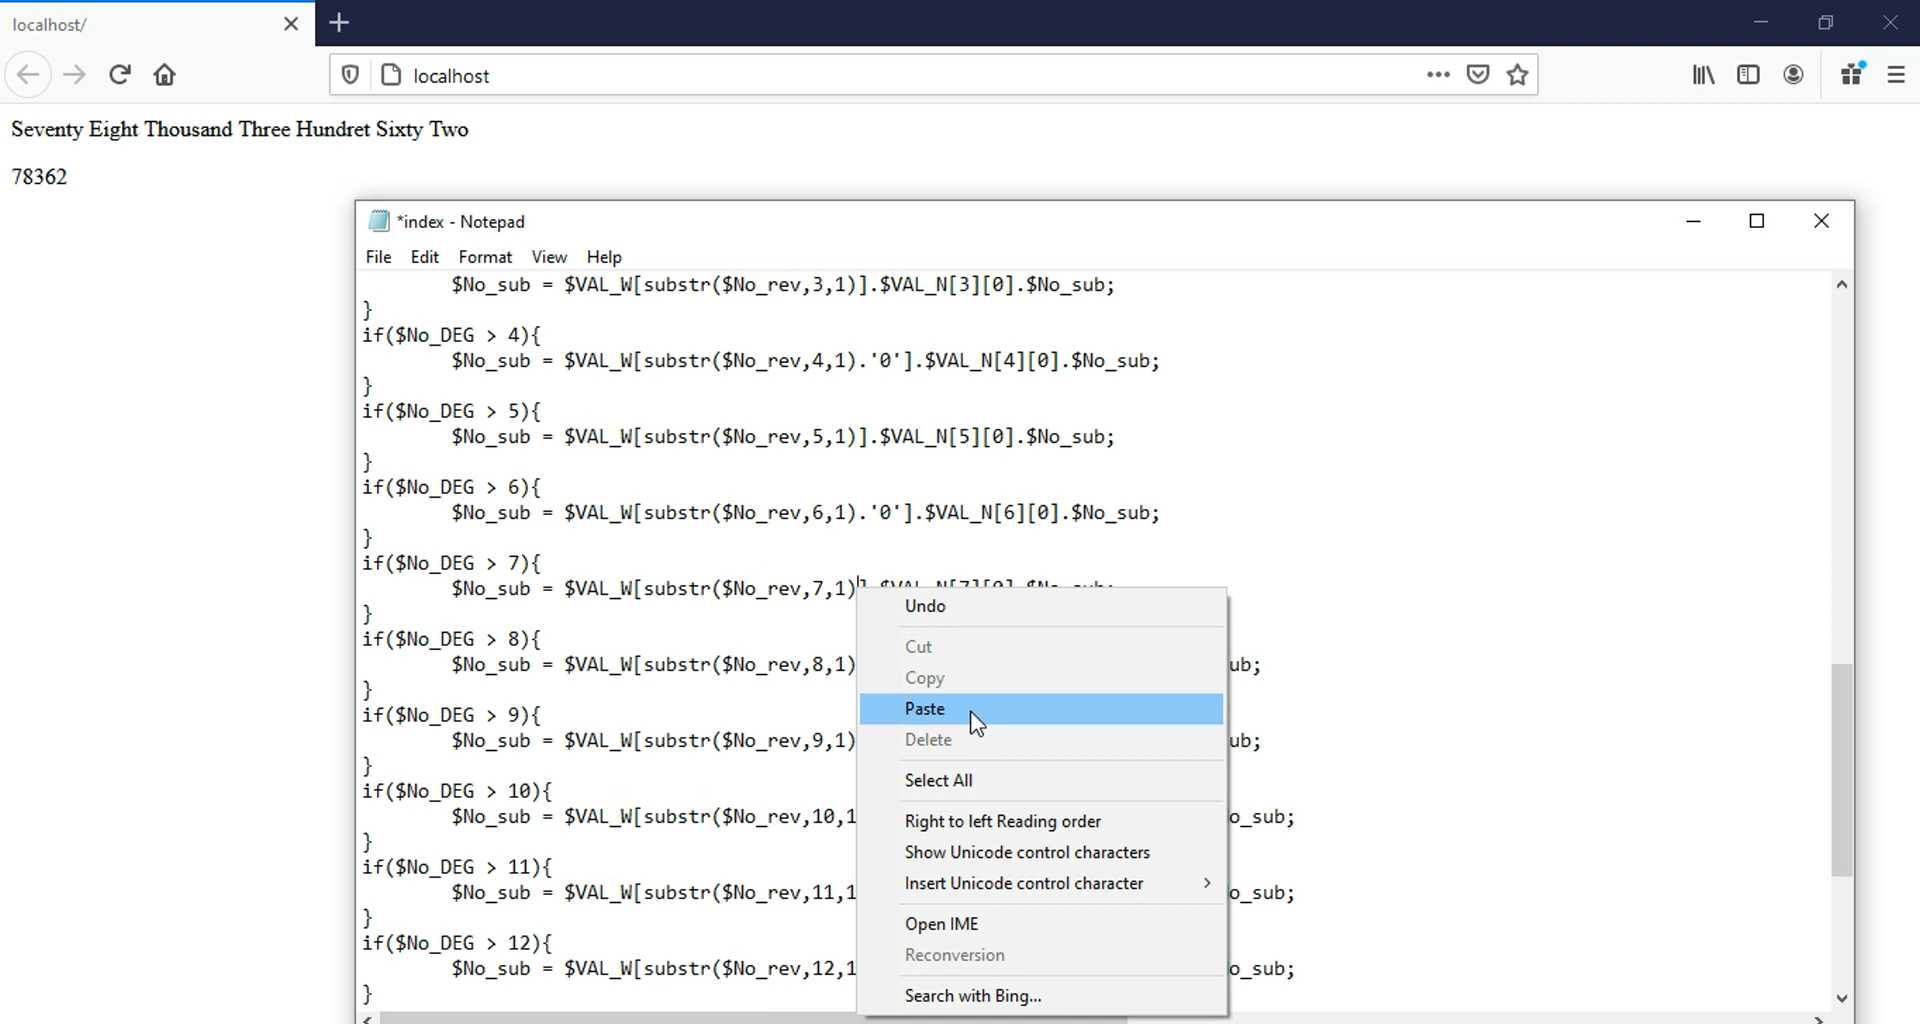 localhost/
localhost
Seventy Eight Thousand Three Hundret Sixty Two
78362
*index - Notepad
File Edit Format View Help
$No_sub = $VAL_W[substr($No_rev,3,1)].$VAL_N[3][0].$No_sub;
}
if($No_DEG > 4){
$No_sub = $VAL_W[substr($No_rev,4,1).'0'].$VAL_N[4][0].$No_sub;
}
if($No_DEG > 5){
$No_sub = $VAL_W[substr($No_rev,5,1)].$VAL_N[5][0].$No_sub;
}
if($No_DEG > 6){
$No_sub = $VAL_W[substr($No_rev,6,1).'0'].$VAL_N[6][0].$No_sub;
}
if($No_DEG > 7){
$No_sub = $VAL_W[substr($No_rev,7,1)].$VAL_N[7][0].$No_sub;
}
if($No_DEG > 8){
$No_sub = $VAL_W[substr($No_rev,8,1) ub;
}
if($No_DEG > 9){
$No_sub = $VAL_W[substr($No_rev,9,1) ub;
}
if($No_DEG > 10){
$No_sub = $VAL_W[substr($No_rev,10,1 o_sub;
}
if($No_DEG > 11){
$No_sub = $VAL_W[substr($No_rev,11,1 o_sub;
}
if($No_DEG > 12){
$No_sub = $VAL_W[substr($No_rev,12,1 o_sub;
}
Undo
Cut
Copy
Paste
Delete
Select All
Right to left Reading order
Show Unicode control characters
Insert Unicode control character
Open IME
Reconversion
Search with Bing...